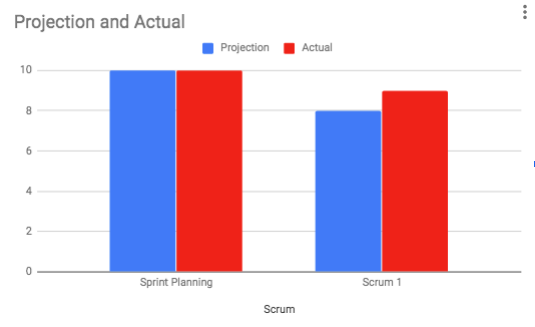 Projection and Actual
Projection Actual
10
8
6
4
2
0
Sprint Planning Scrum 1
Scrum